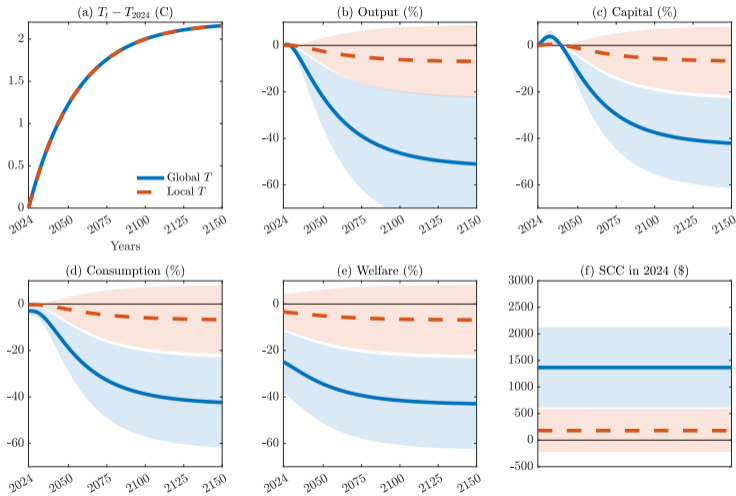 (a) T_t − T_2024 (C)
2
1.5
1
0.5
0
Global T
Local T
2024 2050 2075 2100 2125 2150
Years
(b) Output (%)
0
-20
-40
-60
2024 2050 2075 2100 2125 2150
(c) Capital (%)
0
-20
-40
-60
2024 2050 2075 2100 2125 2150
(d) Consumption (%)
0
-20
-40
-60
2024 2050 2075 2100 2125 2150
(e) Welfare (%)
0
-20
-40
-60
2024 2050 2075 2100 2125 2150
(f) SCC in 2024 ($)
3000
2500
2000
1500
1000
500
0
-500